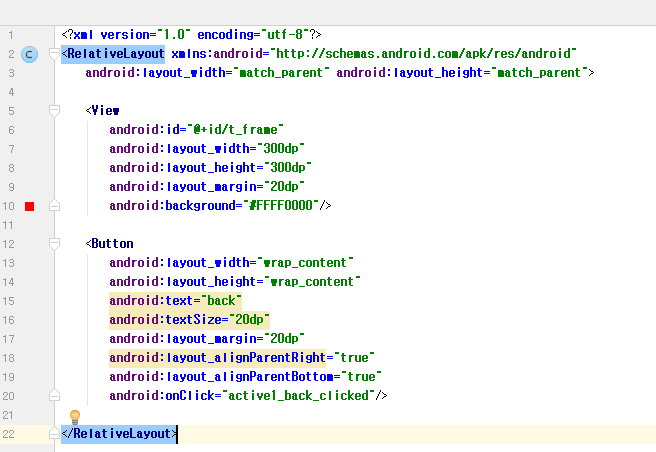 1 <?xml version="1.0" encoding="utf-8"?>
2 C <RelativeLayout xmlns:android="http://schemas.android.com/apk/res/android"
3 android:layout_width="match_parent" android:layout_height="match_parent">
4
5 <View
6 android:id="@+id/t_frame"
7 android:layout_width="300dp"
8 android:layout_height="300dp"
9 android:layout_margin="20dp"
10 android:background="#FFFF0000"/>
11
12 <Button
13 android:layout_width="wrap_content"
14 android:layout_height="wrap_content"
15 android:text="back"
16 android:textSize="20dp"
17 android:layout_margin="20dp"
18 android:layout_alignParentRight="true"
19 android:layout_alignParentBottom="true"
20 android:onClick="active1_back_clicked"/>
21
22 </RelativeLayout>